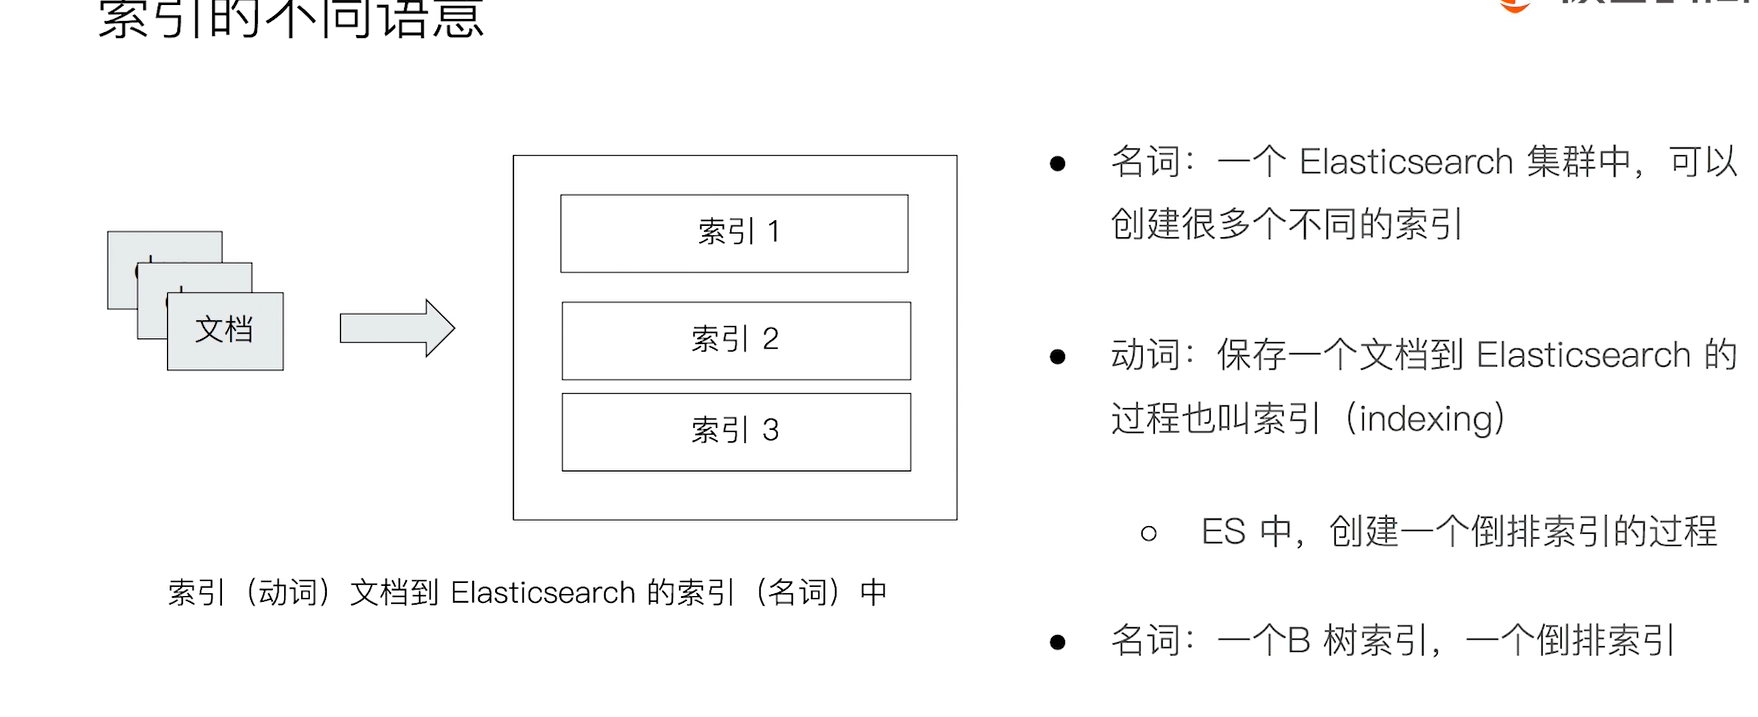 索引的不同语意
文档
索引 1
索引 2
索引 3
索引（动词）文档到 Elasticsearch 的索引（名词）中
● 名词：一个 Elasticsearch 集群中，可以
创建很多个不同的索引
● 动词：保存一个文档到 Elasticsearch 的
过程也叫索引（indexing）
○ ES 中，创建一个倒排索引的过程
● 名词：一个B 树索引，一个倒排索引